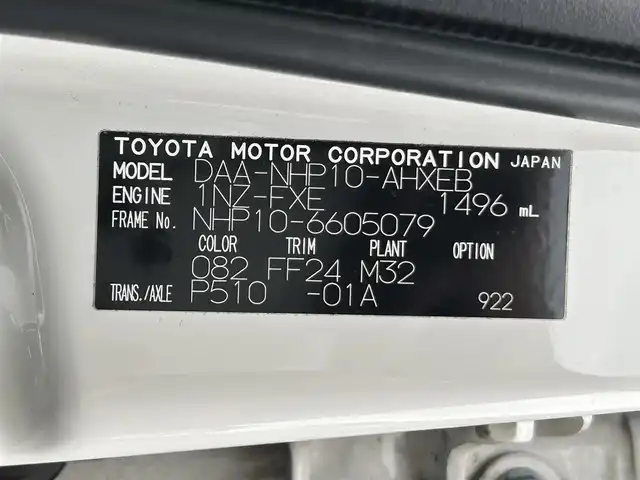 TOYOTA MOTOR CORPORATION JAPAN
MODEL DAA-NHP10-AHXEB
ENGINE 1NZ-FXE 1496 mL
FRAME No. NHP10-6605079
COLOR TRIM PLANT OPTION
082 FF24 M32
TRANS./AXLE P510 -01A 922